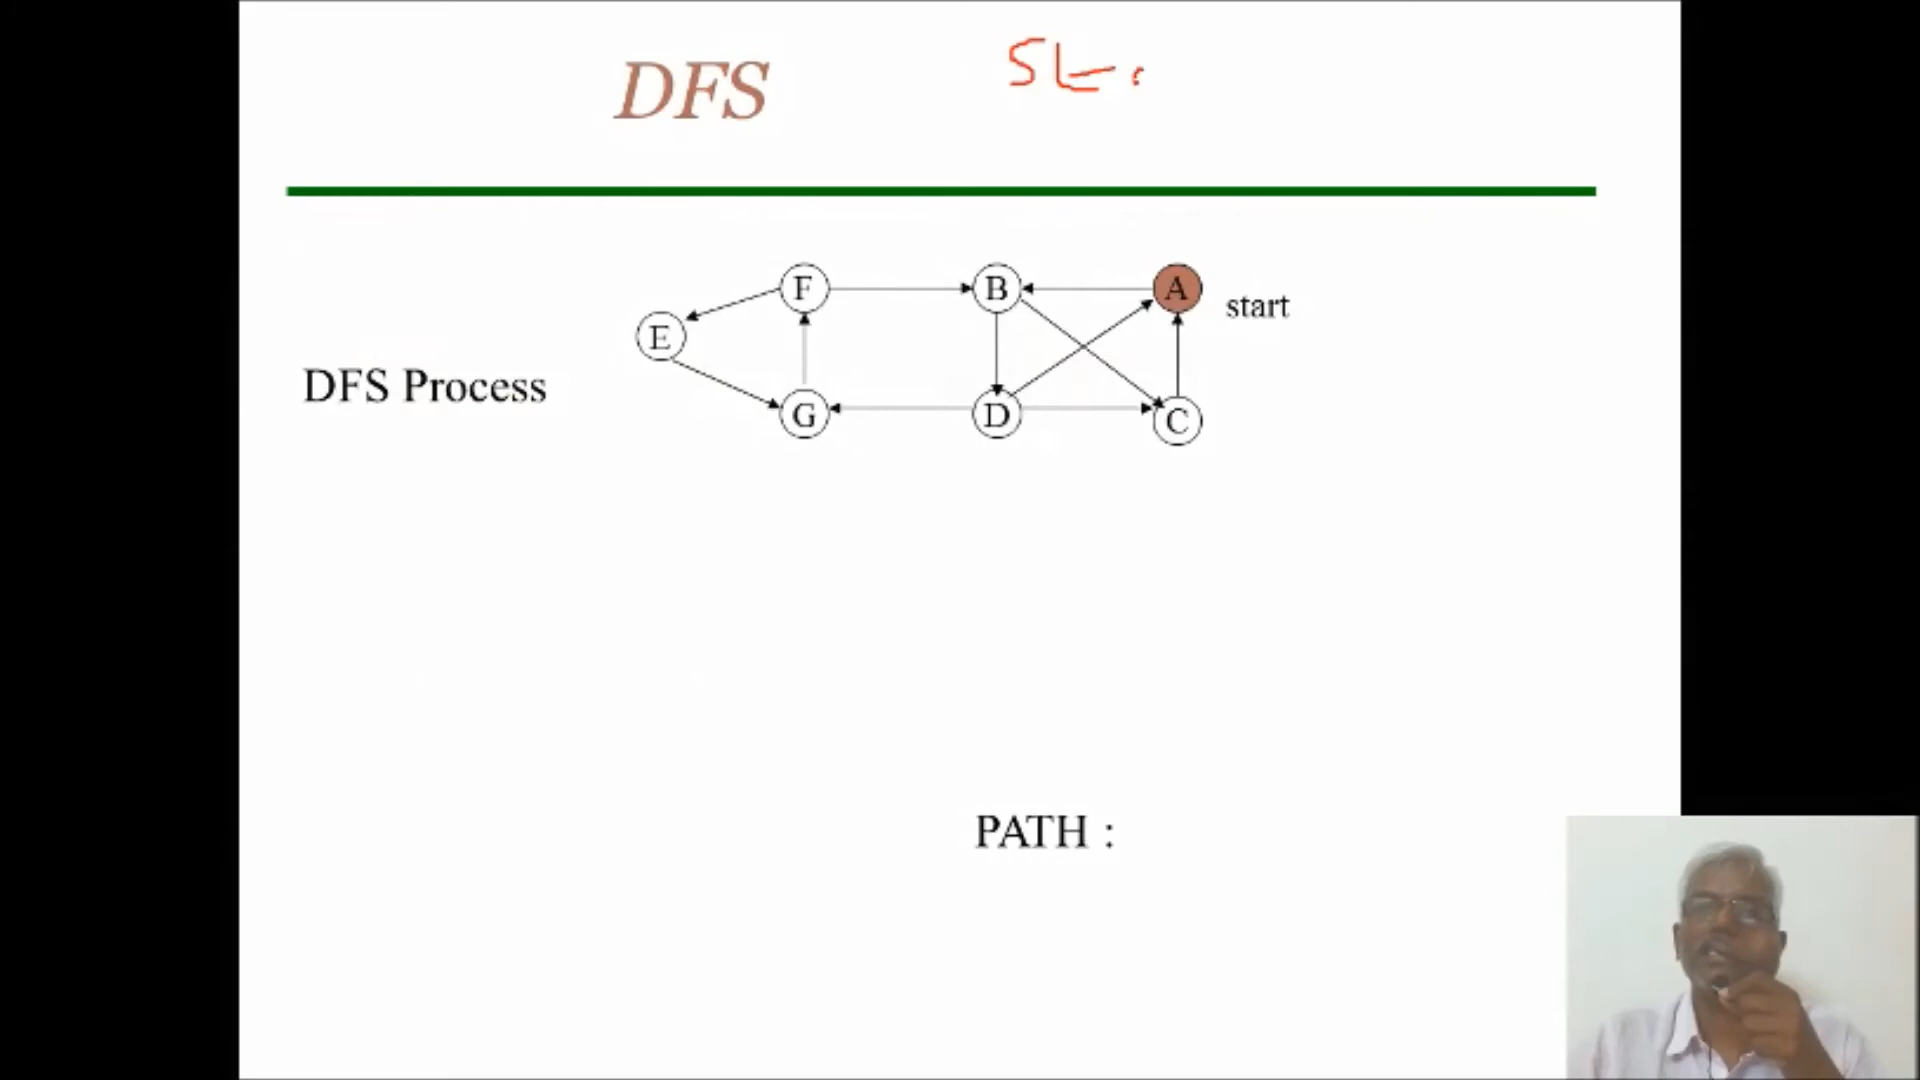 DFS
F B A start
E
DFS Process
G D C
PATH :